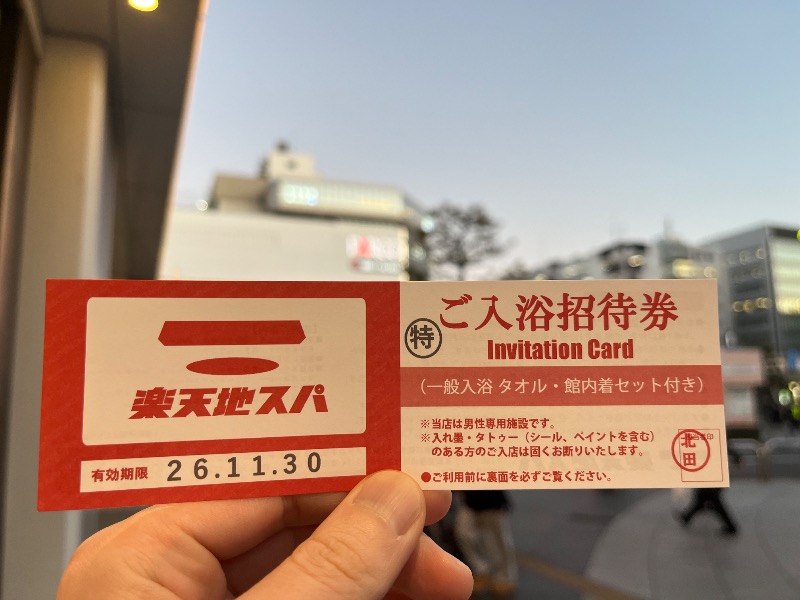 楽天地スパ
有効期限 26.11.30
特
ご入浴招待券
Invitation Card
(一般入浴 タオル・館内着セット付き)
※当店は男性専用施設です。
※入れ墨・タトゥー（シール、ペイントを含む）
のある方のご入店は固くお断りいたします。
●ご利用前に裏面を必ずご覧ください。
北田